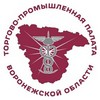 ТОРГОВО-ПРОМЫШЛЕННАЯ ПАЛАТА
ВОРОНЕЖСКОЙ ОБЛАСТИ